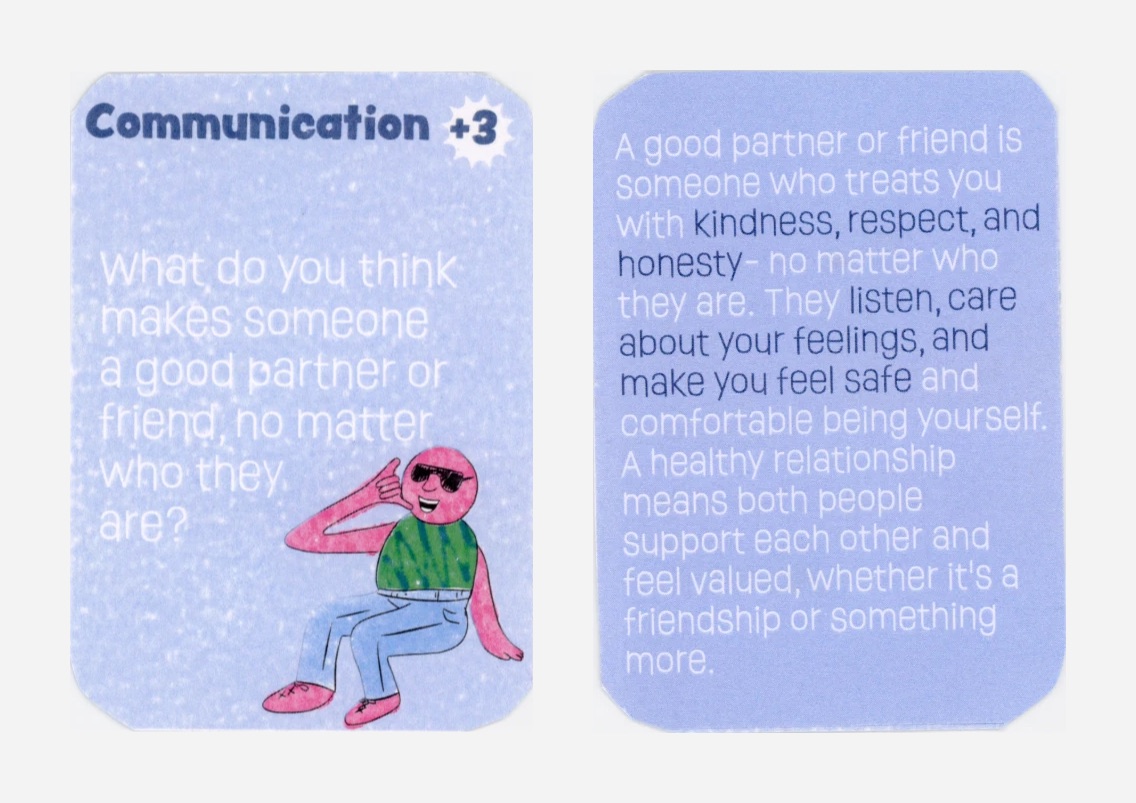 Communication +3
What do you think
makes someone
a good partner or
friend, no matter
who they
are?
A good partner or friend is
someone who treats you
with kindness, respect, and
honesty- no matter who
they are. They listen, care
about your feelings, and
make you feel safe and
comfortable being yourself.
A healthy relationship
means both people
support each other and
feel valued, whether it's a
friendship or something
more.